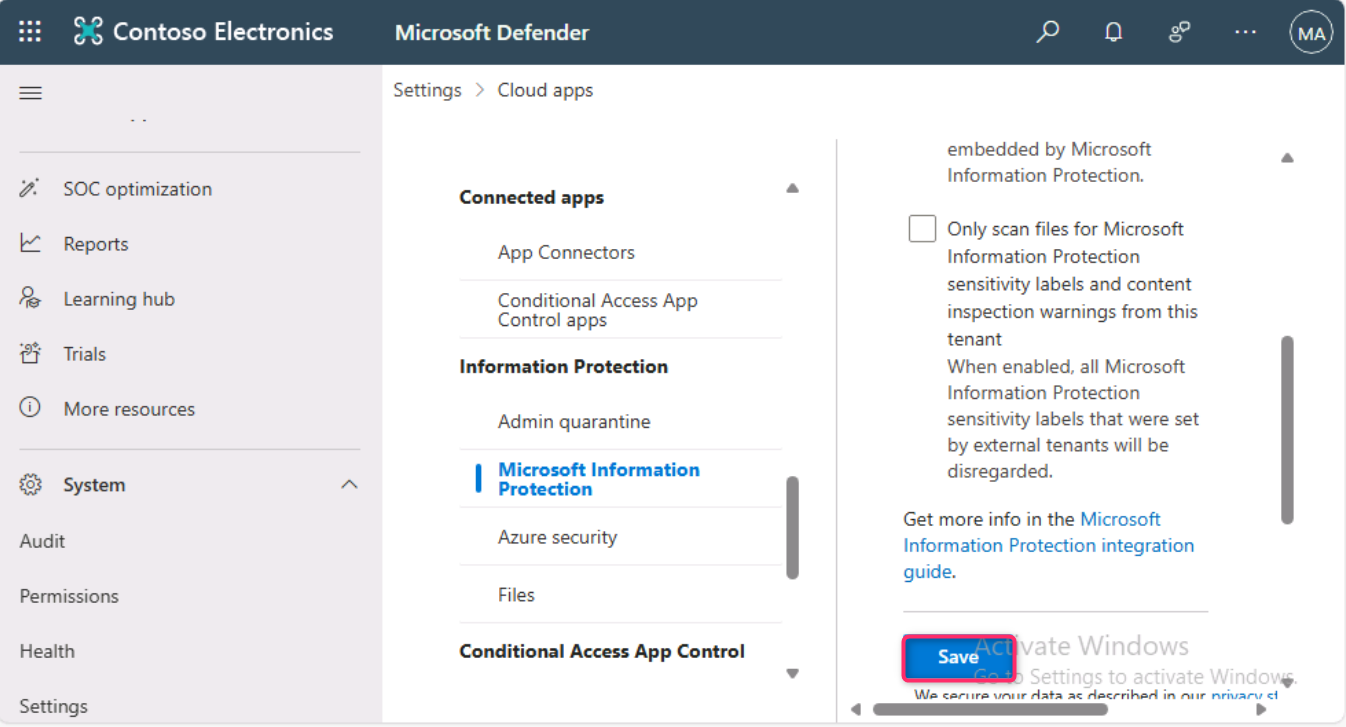 Contoso Electronics
Microsoft Defender
MA
Settings > Cloud apps
SOC optimization
Reports
Learning hub
Trials
More resources
System
Audit
Permissions
Health
Settings
Connected apps
App Connectors
Conditional Access App
Control apps
Information Protection
Admin quarantine
Microsoft Information
Protection
Azure security
Files
Conditional Access App Control
embedded by Microsoft
Information Protection.
Only scan files for Microsoft
Information Protection
sensitivity labels and content
inspection warnings from this
tenant
When enabled, all Microsoft
Information Protection
sensitivity labels that were set
by external tenants will be
disregarded.
Get more info in the Microsoft
Information Protection integration
guide.
Save
Activate Windows
Go to Settings to activate Windows.
We secure your data as described in our privacy st